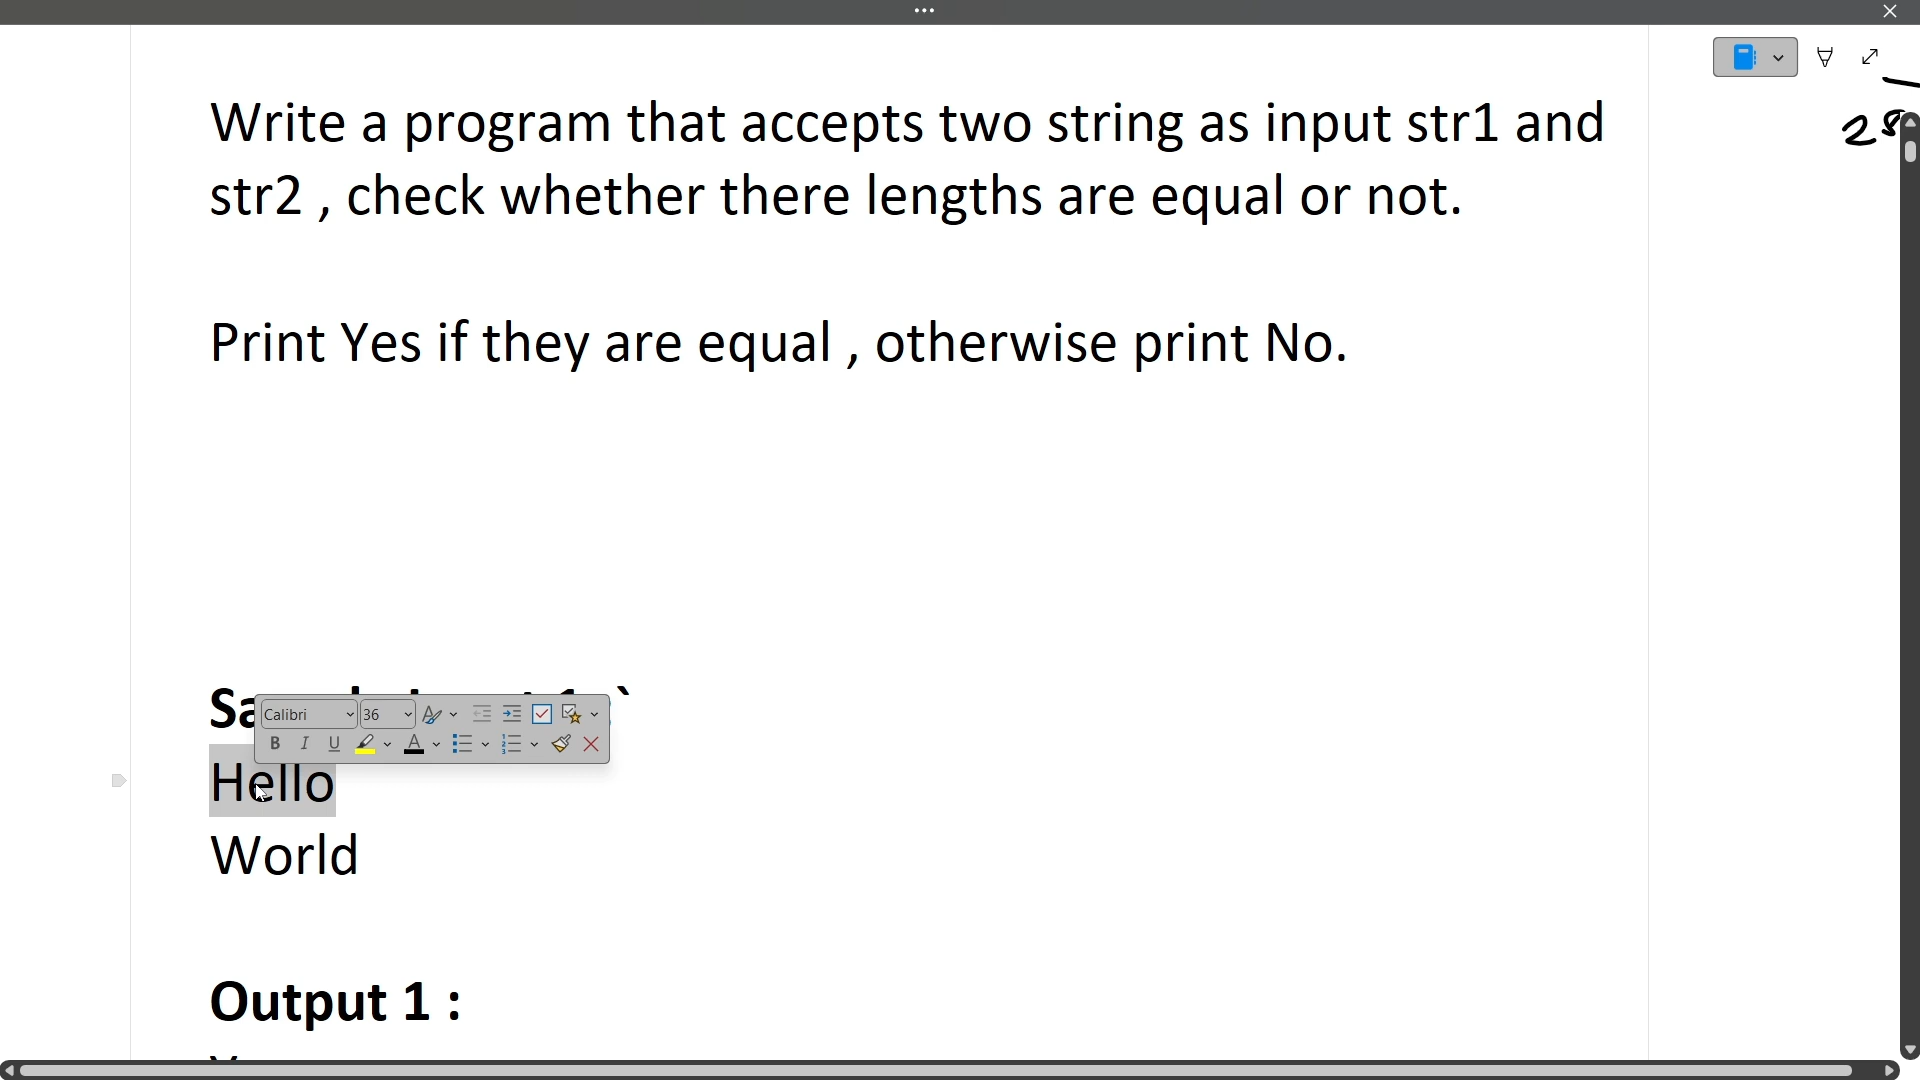 Write a program that accepts two string as input str1 and
str2 , check whether there lengths are equal or not.
Print Yes if they are equal , otherwise print No.
Calibri 36
B I U A
Hello
World
Output 1 :
28